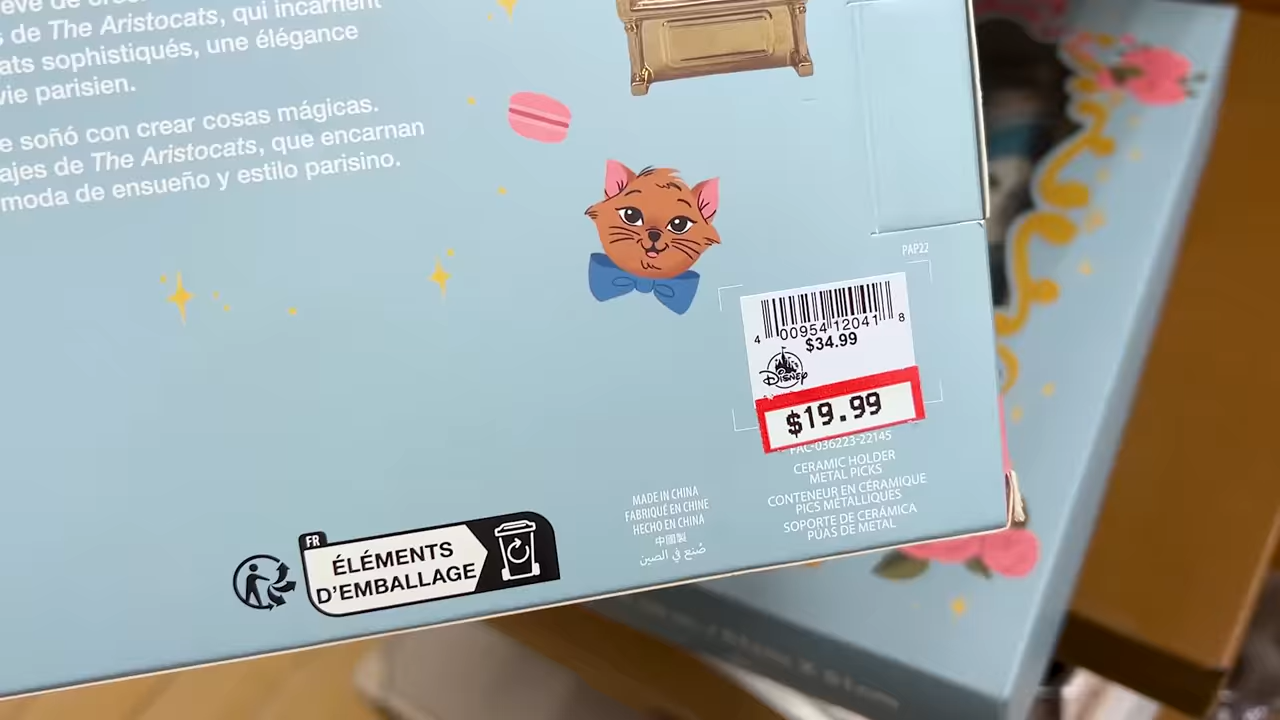 de The Aristocats, qui incarnent
ats sophistiqués, une élégance
vie parisien.
e soñó con crear cosas mágicas.
ajes de The Aristocats, que encarnan
moda de ensueño y estilo parisino.
PAP22
4 00954 12041 8
$34.99
Disney
$19.99
FAC-036223-22145
CERAMIC HOLDER
METAL PICKS
CONTENEUR EN CÉRAMIQUE
PICS MÉTALLIQUES
SOPORTE DE CERÁMICA
PÚAS DE METAL
MADE IN CHINA
FABRIQUÉ EN CHINE
HECHO EN CHINA
中國製
صُنع في الصين
FR
ÉLÉMENTS
D'EMBALLAGE